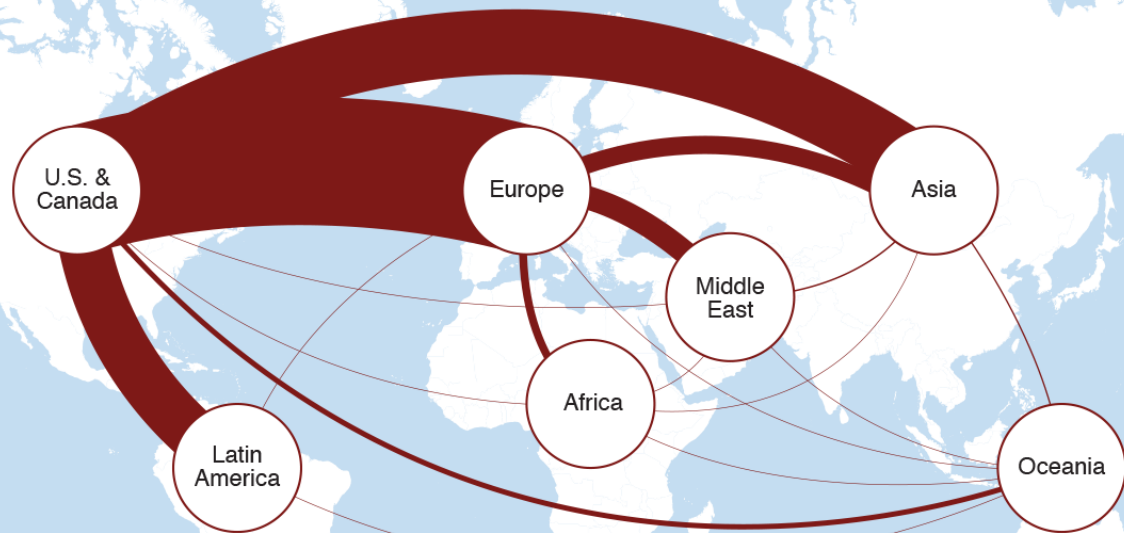 U.S. &
Canada
Europe
Asia
Middle
East
Africa
Latin
America
Oceania